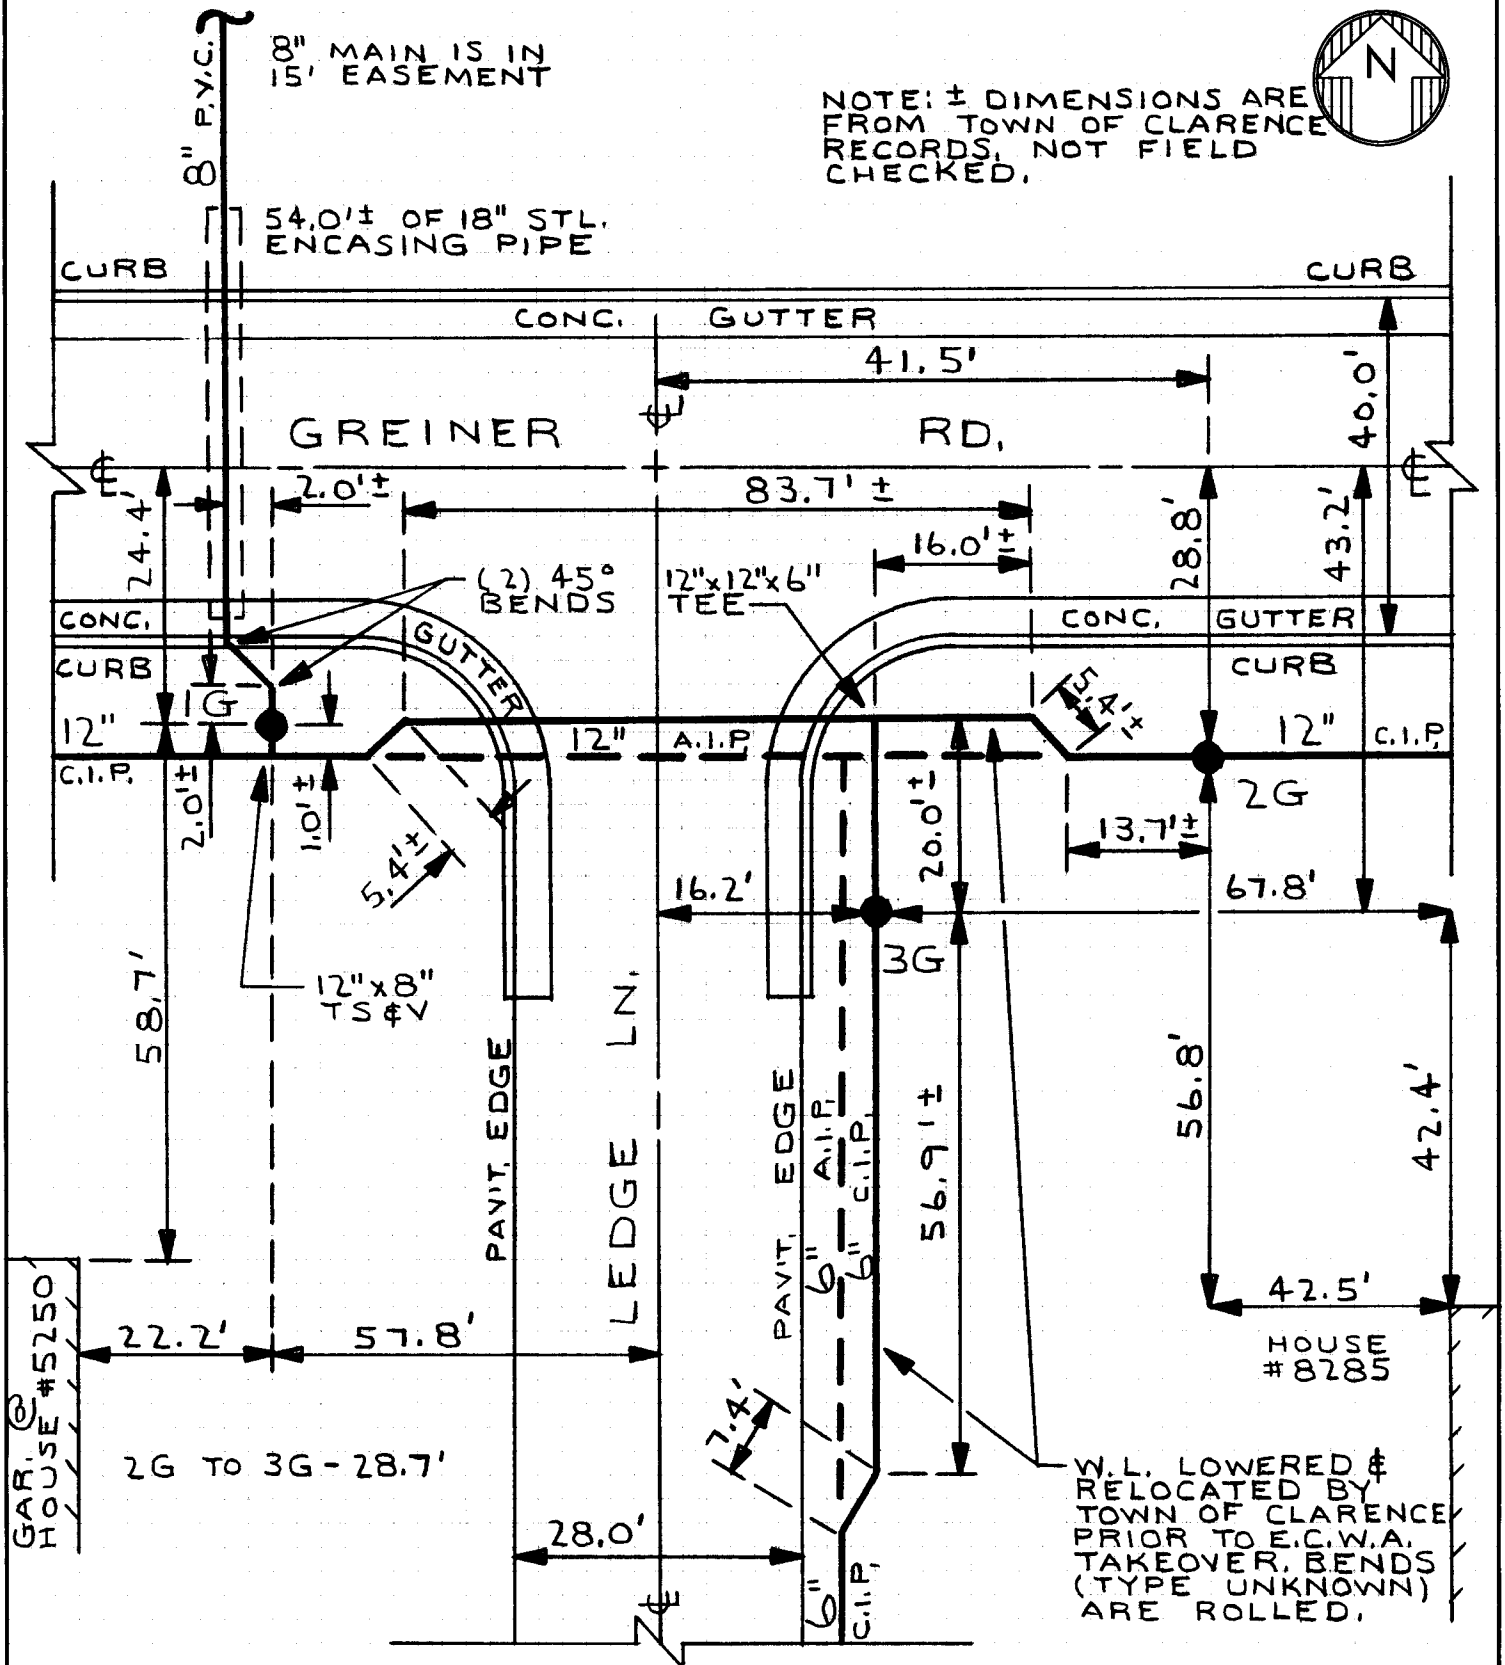 8" P.V.C.
8" MAIN IS IN
15' EASEMENT
N
NOTE: ± DIMENSIONS ARE
FROM TOWN OF CLARENCE
RECORDS, NOT FIELD
CHECKED.
54.0'± OF 18" STL.
ENCASING PIPE
CURB
CURB
CONC. GUTTER
41.5'
40.0'
GREINER RD.
℄
℄
℄
2.0'±
83.7' ±
24.4'
16.0'±
28.8'
43.2'
(2) 45°
BENDS
12"x12"x6"
TEE
CONC.
GUTTER
CONC. GUTTER
CURB
CURB
1G
5.4'±
12"
C.I.P.
12" A.I.P.
12" C.I.P.
2.0'±
1.0'±
20.0'±
2G
13.7'±
5.4'±
16.2'
67.8'
3G
12"x8"
TS & V
58.7'
PAV'T. EDGE
LEDGE LN.
PAV'T. EDGE
6" A.I.P.
6" C.I.P.
56.9'±
56.8'
42.4'
GAR. @
HOUSE #5250
22.2'
57.8'
42.5'
HOUSE
#8285
7.4'
2G TO 3G - 28.7'
28.0'
6" C.I.P.
℄
W.L. LOWERED &
RELOCATED BY
TOWN OF CLARENCE
PRIOR TO E.C.W.A.
TAKEOVER. BENDS
(TYPE UNKNOWN)
ARE ROLLED.